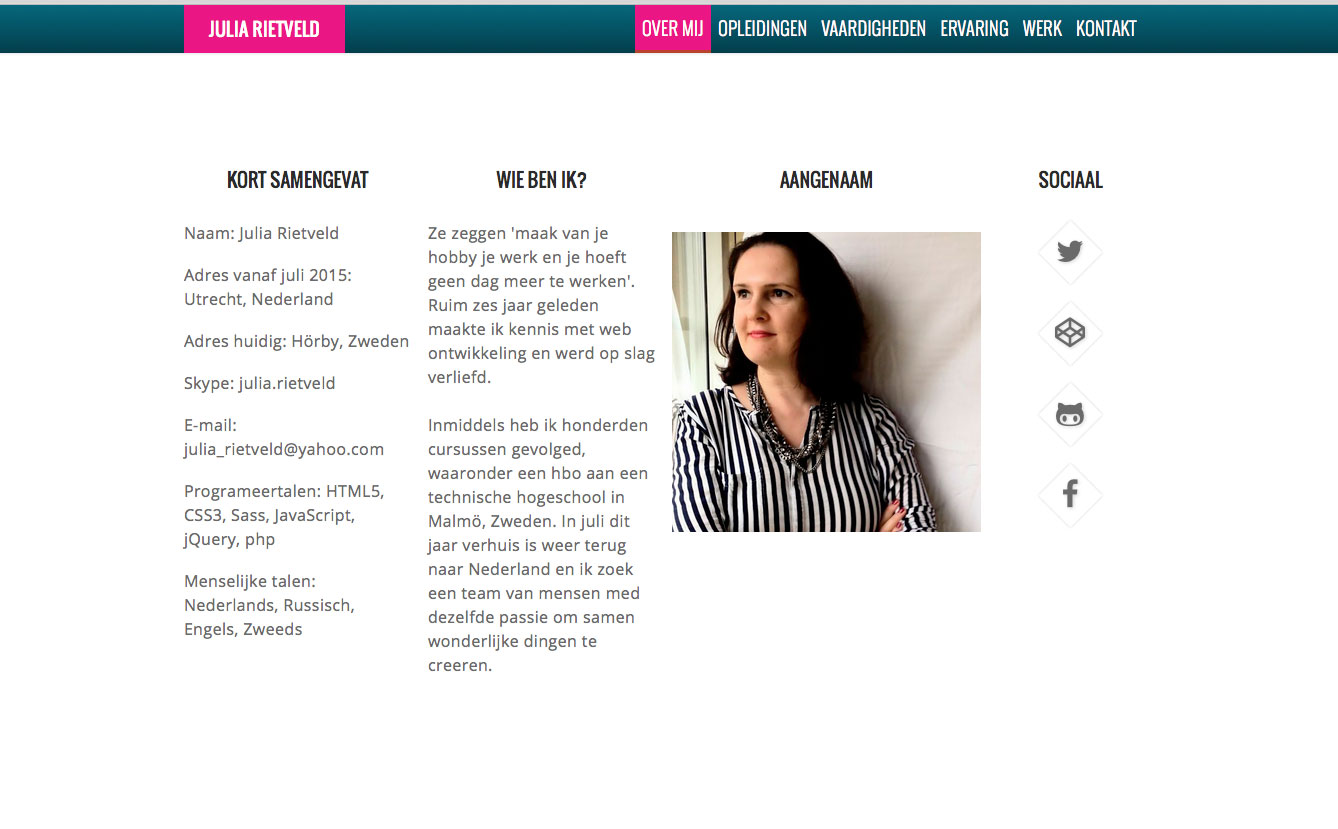 JULIA RIETVELD
OVER MIJ OPLEIDINGEN VAARDIGHEDEN ERVARING WERK KONTAKT
KORT SAMENGEVAT
Naam: Julia Rietveld
Adres vanaf juli 2015:
Utrecht, Nederland
Adres huidig: Hörby, Zweden
Skype: julia.rietveld
E-mail:
julia_rietveld@yahoo.com
Programeertalen: HTML5,
CSS3, Sass, JavaScript,
jQuery, php
Menselijke talen:
Nederlands, Russisch,
Engels, Zweeds
WIE BEN IK?
Ze zeggen 'maak van je
hobby je werk en je hoeft
geen dag meer te werken'.
Ruim zes jaar geleden
maakte ik kennis met web
ontwikkeling en werd op slag
verliefd.
Inmiddels heb ik honderden
cursussen gevolged,
waaronder een hbo aan een
technische hogeschool in
Malmö, Zweden. In juli dit
jaar verhuis is weer terug
naar Nederland en ik zoek
een team van mensen med
dezelfde passie om samen
wonderlijke dingen te
creeren.
AANGENAAM
SOCIAAL